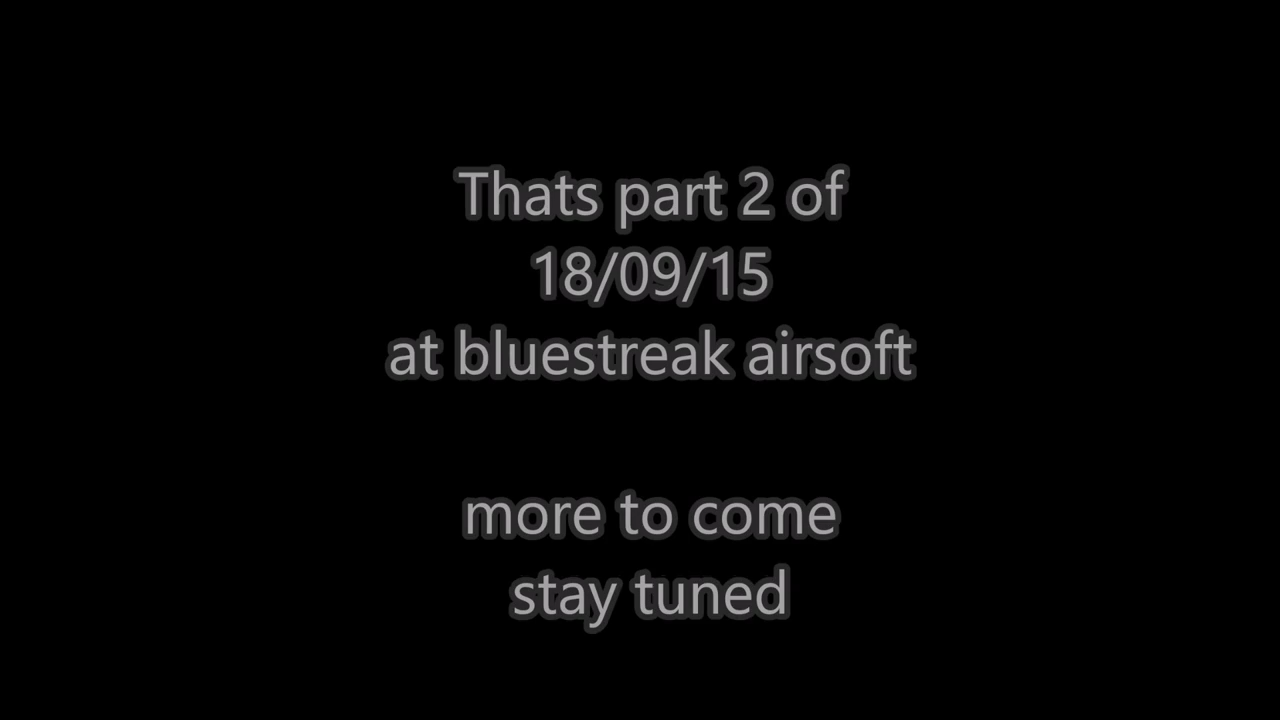 Thats part 2 of
18/09/15
at bluestreak airsoft
more to come
stay tuned